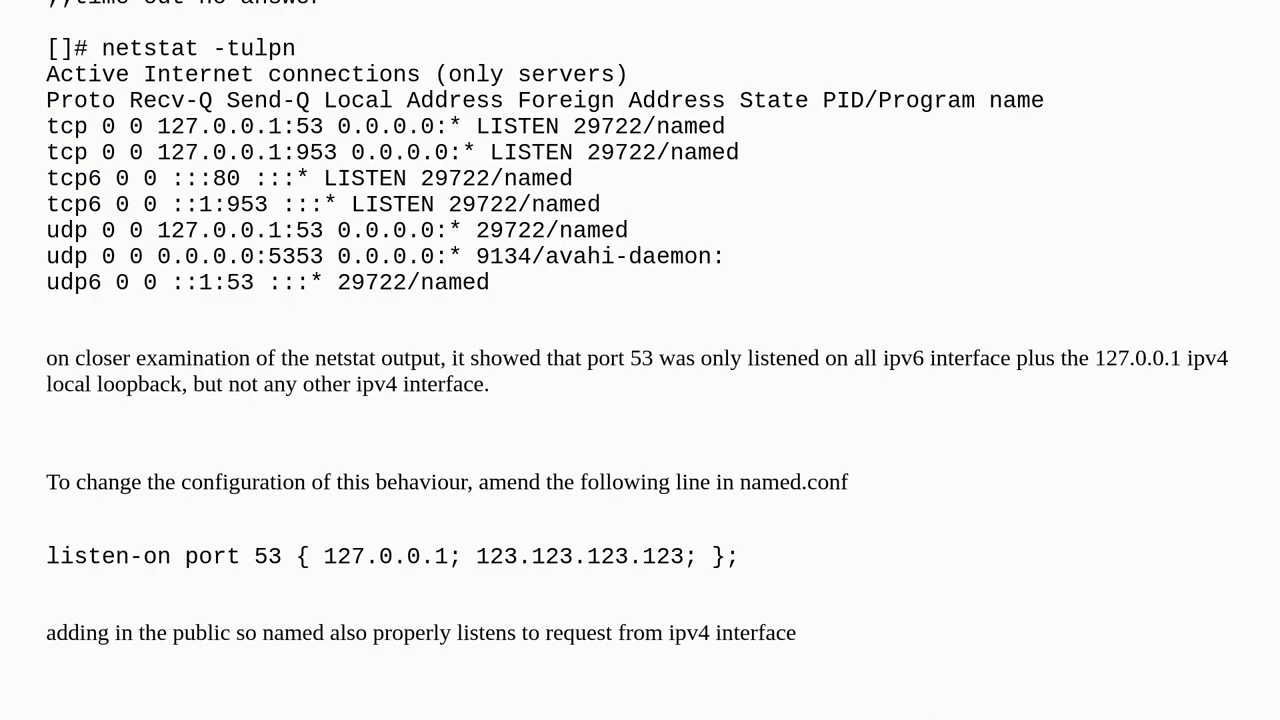 ;;time out no answer
[]# netstat -tulpn
Active Internet connections (only servers)
Proto Recv-Q Send-Q Local Address Foreign Address State PID/Program name
tcp 0 0 127.0.0.1:53 0.0.0.0:* LISTEN 29722/named
tcp 0 0 127.0.0.1:953 0.0.0.0:* LISTEN 29722/named
tcp6 0 0 :::80 :::* LISTEN 29722/named
tcp6 0 0 ::1:953 :::* LISTEN 29722/named
udp 0 0 127.0.0.1:53 0.0.0.0:* 29722/named
udp 0 0 0.0.0.0:5353 0.0.0.0:* 9134/avahi-daemon:
udp6 0 0 ::1:53 :::* 29722/named
on closer examination of the netstat output, it showed that port 53 was only listened on all ipv6 interface plus the 127.0.0.1 ipv4
local loopback, but not any other ipv4 interface.
To change the configuration of this behaviour, amend the following line in named.conf
listen-on port 53 { 127.0.0.1; 123.123.123.123; };
adding in the public so named also properly listens to request from ipv4 interface